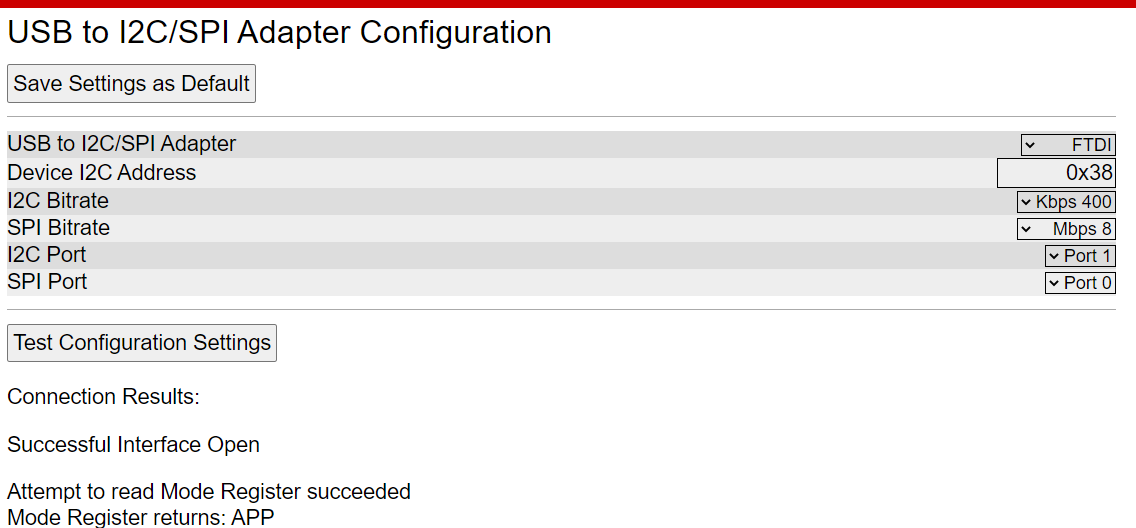 USB to I2C/SPI Adapter Configuration
Save Settings as Default
USB to I2C/SPI Adapter FTDI
Device I2C Address 0x38
I2C Bitrate Kbps 400
SPI Bitrate Mbps 8
I2C Port Port 1
SPI Port Port 0
Test Configuration Settings
Connection Results:
Successful Interface Open
Attempt to read Mode Register succeeded
Mode Register returns: APP